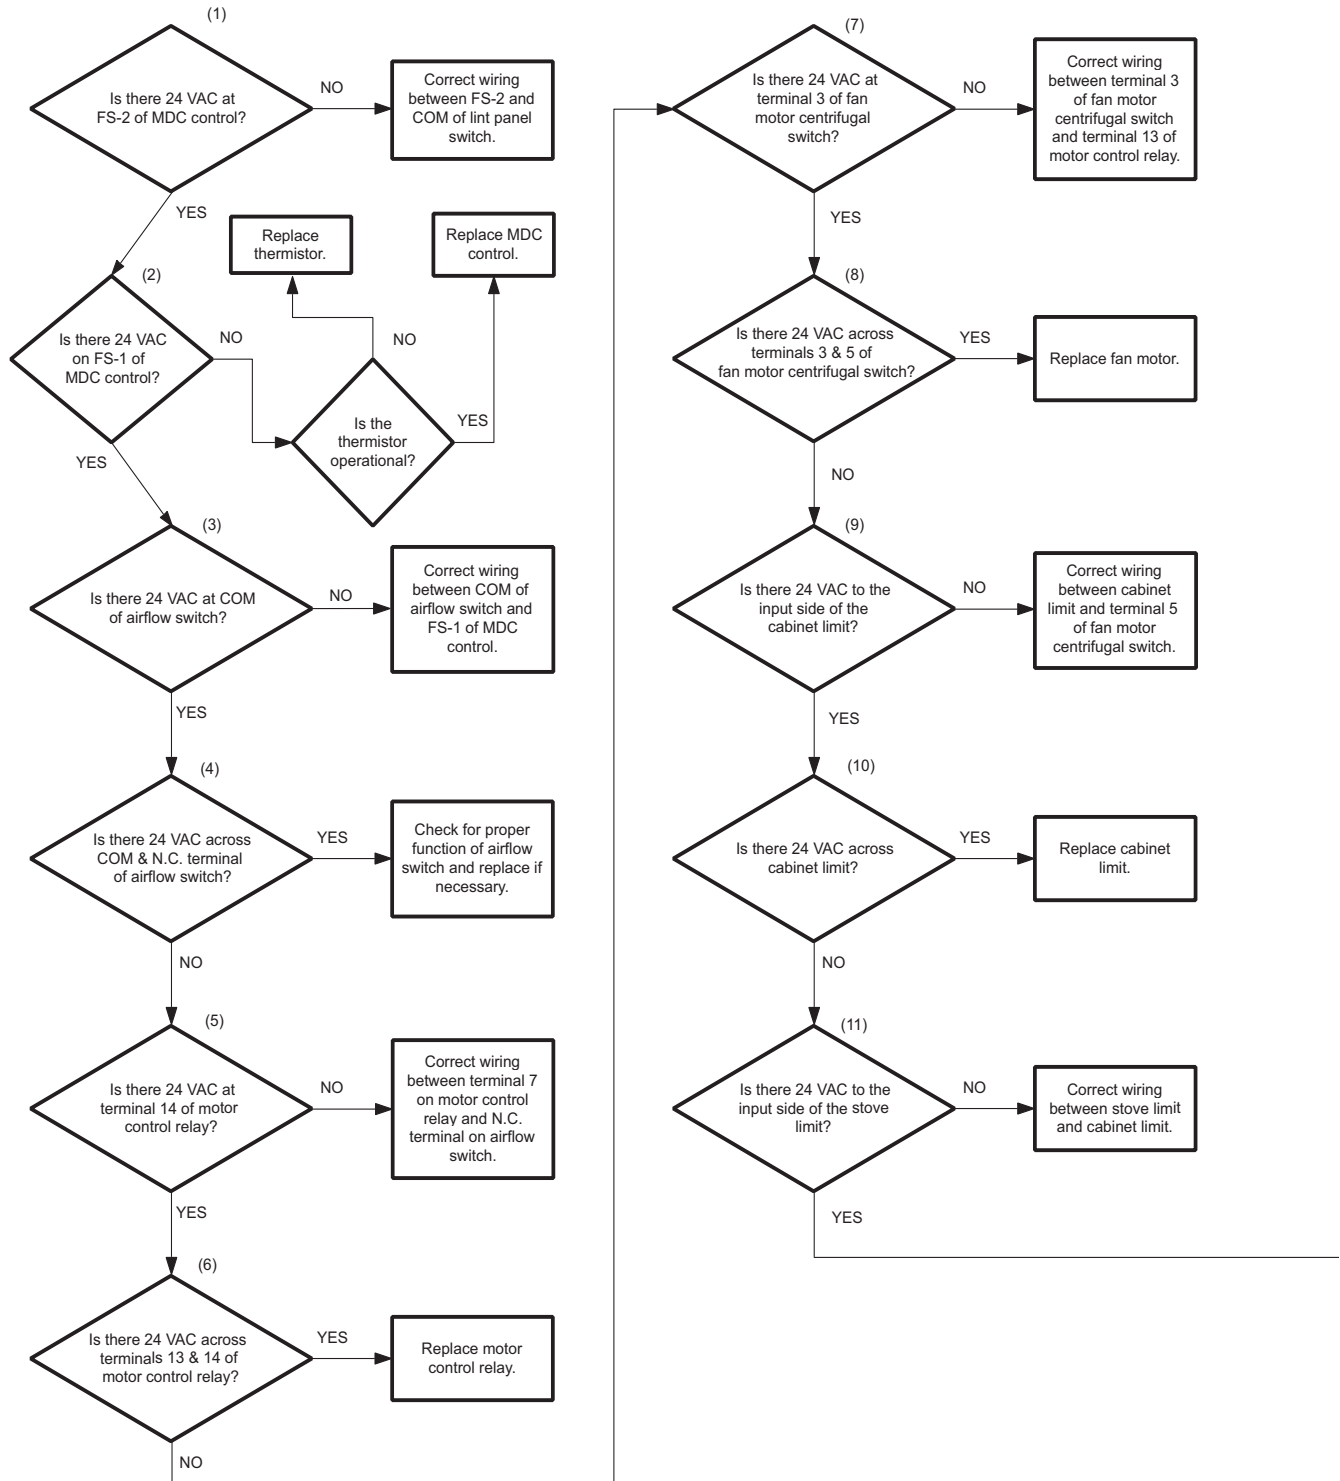 (1)
Is there 24 VAC at
FS-2 of MDC control?
NO
Correct wiring
between FS-2 and
COM of lint panel
switch.
YES
(2)
Is there 24 VAC
on FS-1 of
MDC control?
NO
Replace
thermistor.
Replace MDC
control.
NO
Is the
thermistor
operational?
YES
YES
(3)
Is there 24 VAC at COM
of airflow switch?
NO
Correct wiring
between COM of
airflow switch and
FS-1 of MDC
control.
YES
(4)
Is there 24 VAC across
COM & N.C. terminal
of airflow switch?
YES
Check for proper
function of airflow
switch and replace if
necessary.
NO
(5)
Is there 24 VAC at
terminal 14 of motor
control relay?
NO
Correct wiring
between terminal 7
on motor control
relay and N.C.
terminal on airflow
switch.
YES
(6)
Is there 24 VAC across
terminals 13 & 14 of
motor control relay?
YES
Replace motor
control relay.
NO
(7)
Is there 24 VAC at
terminal 3 of fan
motor centrifugal
switch?
NO
Correct wiring
between terminal 3
of fan motor
centrifugal switch
and terminal 13 of
motor control relay.
YES
(8)
Is there 24 VAC across
terminals 3 & 5 of
fan motor centrifugal switch?
YES
Replace fan motor.
NO
(9)
Is there 24 VAC to the
input side of the
cabinet limit?
NO
Correct wiring
between cabinet
limit and terminal 5
of fan motor
centrifugal switch.
YES
(10)
Is there 24 VAC across
cabinet limit?
YES
Replace cabinet
limit.
NO
(11)
Is there 24 VAC to the
input side of the stove
limit?
NO
Correct wiring
between stove limit
and cabinet limit.
YES